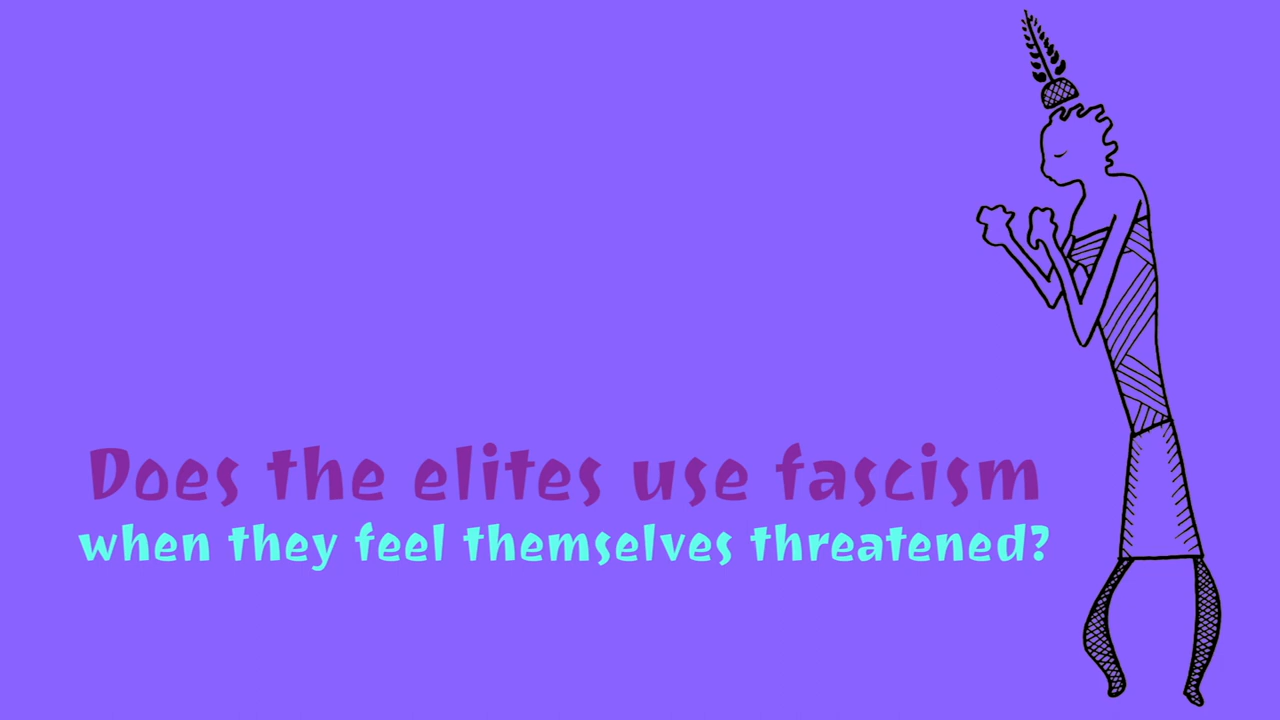 Does the elites use fascism
when they feel themselves threatened?